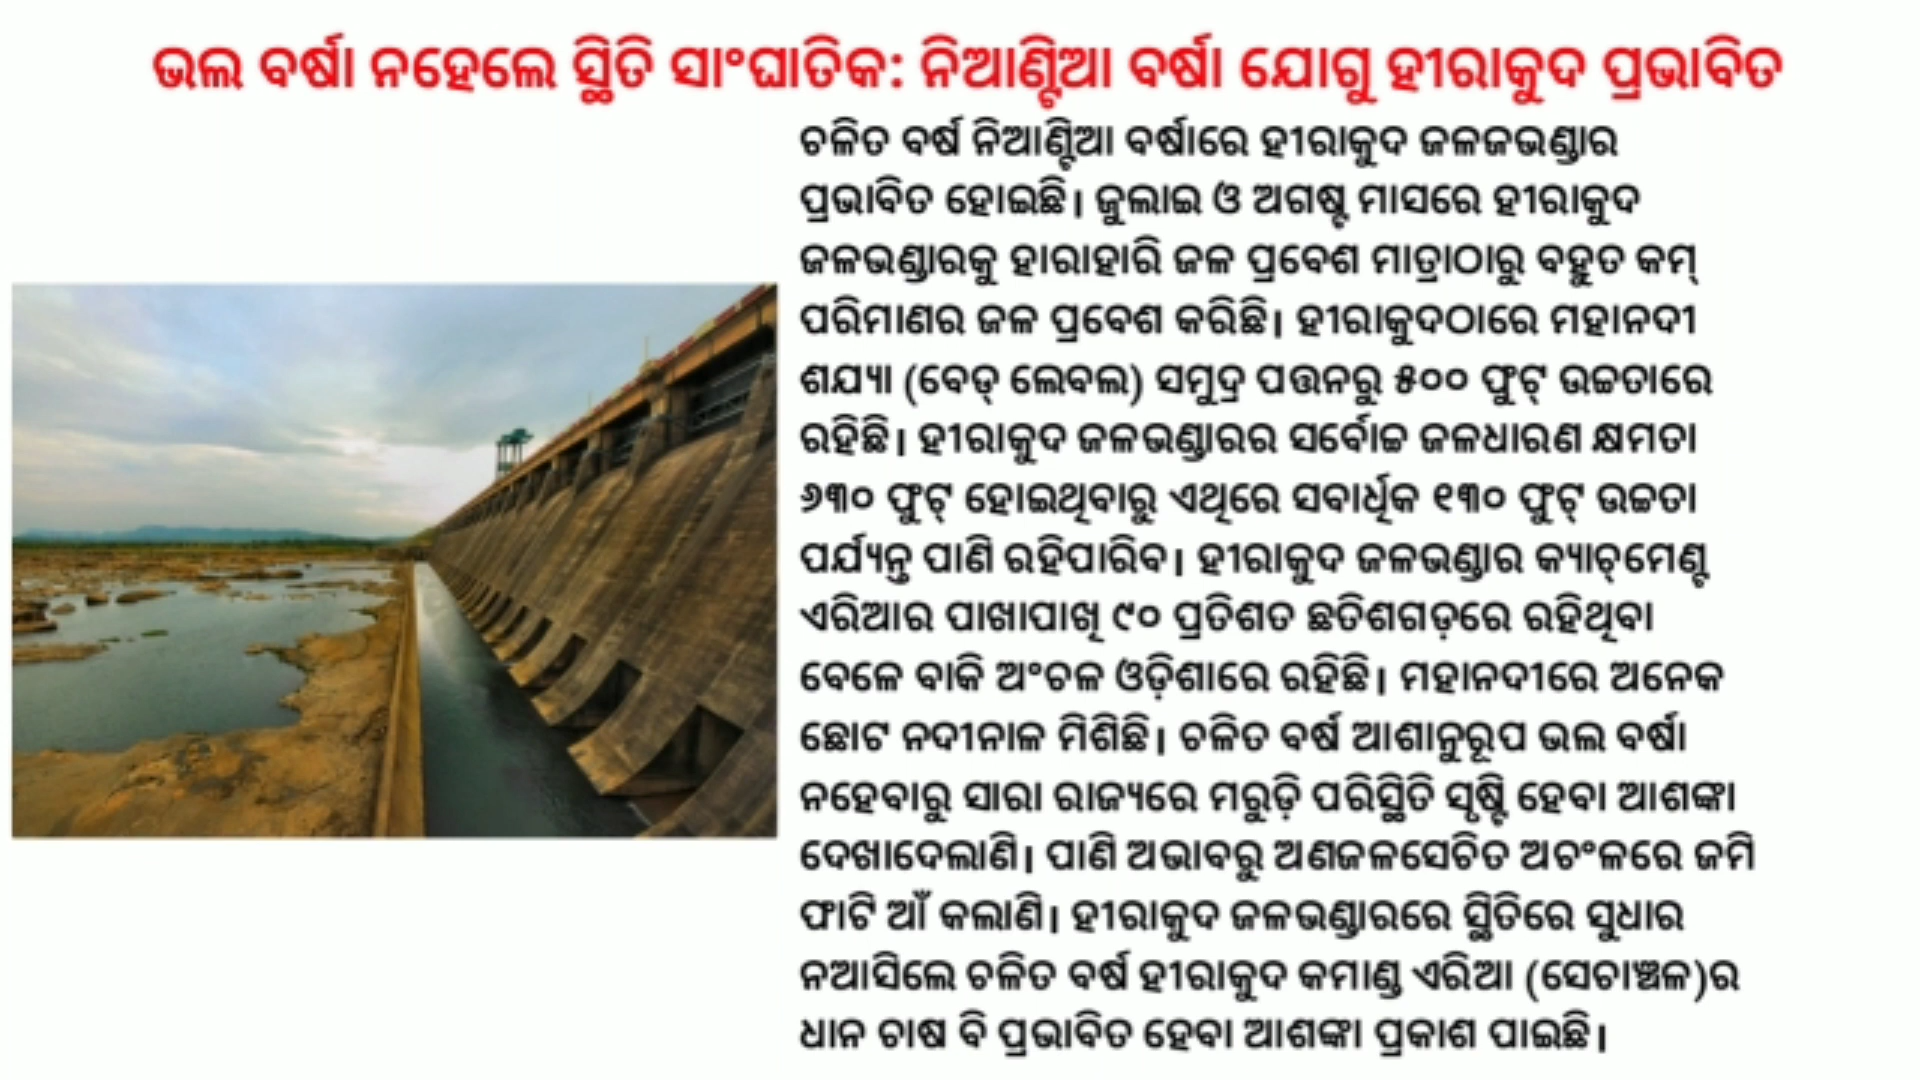 ଭଲ ବର୍ଷା ନହେଲେ ସ୍ଥିତି ସାଂଘାତିକ: ନିଆଣ୍ଟିଆ ବର୍ଷା ଯୋଗୁ ହୀରାକୁଦ ପ୍ରଭାବିତ
ଚଳିତ ବର୍ଷ ନିଆଣ୍ଟିଆ ବର୍ଷାରେ ହୀରାକୁଦ ଜଳଜଭଣ୍ଡାର
ପ୍ରଭାବିତ ହୋଇଛି। ଜୁଲାଇ ଓ ଅଗଷ୍ଟ ମାସରେ ହୀରାକୁଦ
ଜଳଭଣ୍ଡାରକୁ ହାରାହାରି ଜଳ ପ୍ରବେଶ ମାତ୍ରାଠାରୁ ବହୁତ କମ୍
ପରିମାଣର ଜଳ ପ୍ରବେଶ କରିଛି। ହୀରାକୁଦଠାରେ ମହାନଦୀ
ଶଯ୍ୟା (ବେଡ୍ ଲେବଲ) ସମୁଦ୍ର ପତ୍ତନରୁ ୫୦୦ ଫୁଟ୍ ଉଚ୍ଚତାରେ
ରହିଛି। ହୀରାକୁଦ ଜଳଭଣ୍ଡାରର ସର୍ବୋଚ୍ଚ ଜଳଧାରଣ କ୍ଷମତା
୬୩୦ ଫୁଟ୍ ହୋଇଥିବାରୁ ଏଥିରେ ସବାର୍ଧିକ ୧୩୦ ଫୁଟ୍ ଉଚ୍ଚତା
ପର୍ଯ୍ୟନ୍ତ ପାଣି ରହିପାରିବ। ହୀରାକୁଦ ଜଳଭଣ୍ଡାର କ୍ୟାଚ୍‌ମେଣ୍ଟ
ଏରିଆର ପାଖାପାଖି ୯୦ ପ୍ରତିଶତ ଛତିଶଗଡ଼ରେ ରହିଥିବା
ବେଳେ ବାକି ଅଂଚଳ ଓଡ଼ିଶାରେ ରହିଛି। ମହାନଦୀରେ ଅନେକ
ଛୋଟ ନଦୀନାଳ ମିଶିଛି। ଚଳିତ ବର୍ଷ ଆଶାନୁରୂପ ଭଲ ବର୍ଷା
ନହେବାରୁ ସାରା ରାଜ୍ୟରେ ମରୁଡ଼ି ପରିସ୍ଥିତି ସୃଷ୍ଟି ହେବା ଆଶଙ୍କା
ଦେଖାଦେଲାଣି। ପାଣି ଅଭାବରୁ ଅଣଜଳସେଚିତ ଅଚଂଳରେ ଜମି
ଫାଟି ଆଁ କଲାଣି। ହୀରାକୁଦ ଜଳଭଣ୍ଡାରରେ ସ୍ଥିତିରେ ସୁଧାର
ନଆସିଲେ ଚଳିତ ବର୍ଷ ହୀରାକୁଦ କମାଣ୍ଡ ଏରିଆ (ସେଚାଞ୍ଚଳ)ର
ଧାନ ଚାଷ ବି ପ୍ରଭାବିତ ହେବା ଆଶଙ୍କା ପ୍ରକାଶ ପାଇଛି।